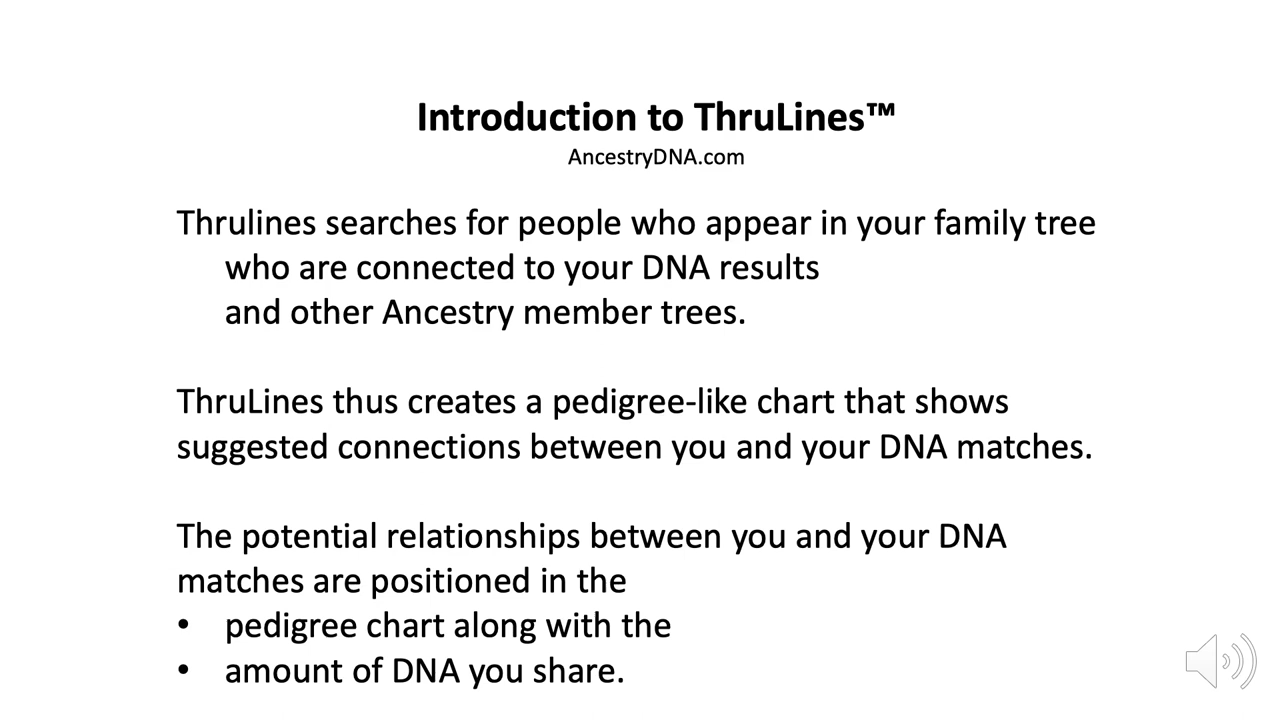 Introduction to ThruLines™
AncestryDNA.com
Thrulines searches for people who appear in your family tree
who are connected to your DNA results
and other Ancestry member trees.
ThruLines thus creates a pedigree-like chart that shows
suggested connections between you and your DNA matches.
The potential relationships between you and your DNA
matches are positioned in the
• pedigree chart along with the
• amount of DNA you share.